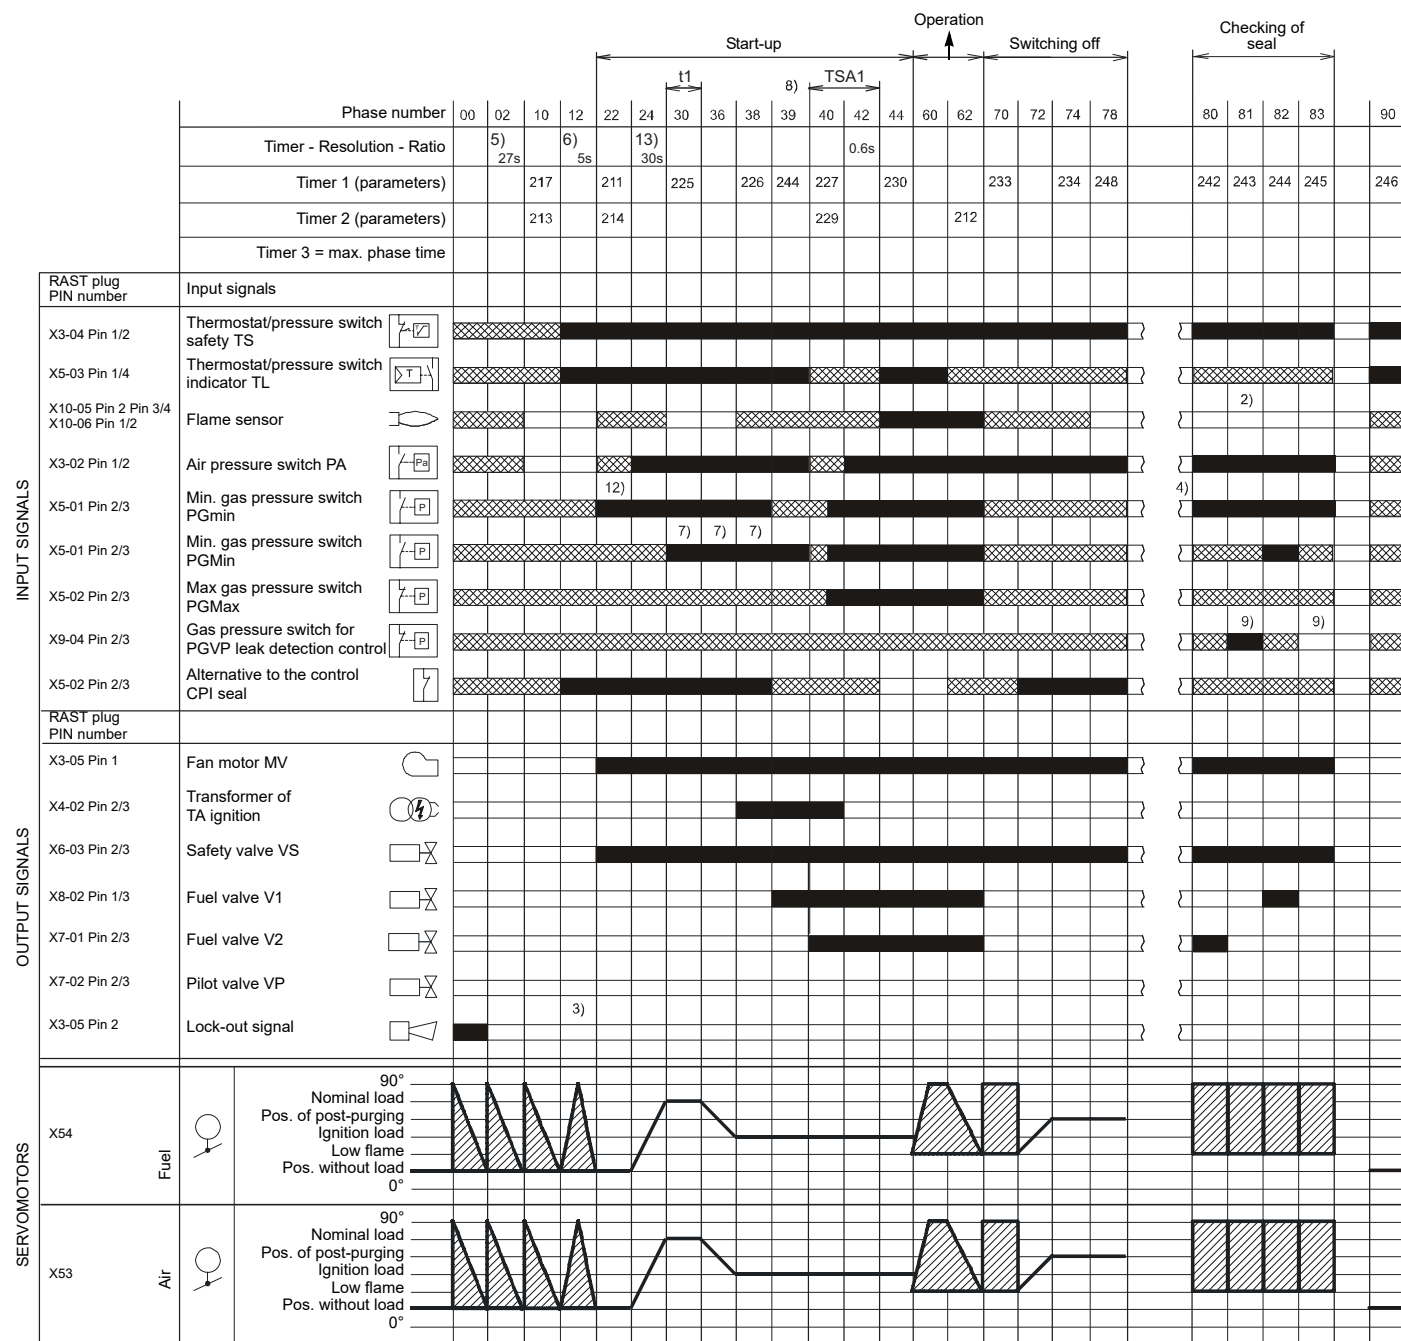 Operation
Start-up
Switching off
Checking of
seal
t1
8)
TSA1
Phase number 00 02 10 12 22 24 30 36 38 39 40 42 44 60 62 70 72 74 78 80 81 82 83 90
Timer - Resolution - Ratio 5) 27s 6) 5s 13) 30s 0.6s
Timer 1 (parameters) 217 211 225 226 244 227 230 233 234 248 242 243 244 245 246
Timer 2 (parameters) 213 214 229 212
Timer 3 = max. phase time
INPUT SIGNALS
RAST plug
PIN number
Input signals
X3-04 Pin 1/2
Thermostat/pressure switch
safety TS
X5-03 Pin 1/4
Thermostat/pressure switch
indicator TL
T
2)
X10-05 Pin 2 Pin 3/4
X10-06 Pin 1/2
Flame sensor
X3-02 Pin 1/2
Air pressure switch PA
Pa
12)
4)
X5-01 Pin 2/3
Min. gas pressure switch
PGmin
P
7) 7) 7)
X5-01 Pin 2/3
Min. gas pressure switch
PGMin
P
X5-02 Pin 2/3
Max gas pressure switch
PGMax
P
9) 9)
X9-04 Pin 2/3
Gas pressure switch for
PGVP leak detection control
P
X5-02 Pin 2/3
Alternative to the control
CPI seal
OUTPUT SIGNALS
RAST plug
PIN number
X3-05 Pin 1
Fan motor MV
X4-02 Pin 2/3
Transformer of
TA ignition
X6-03 Pin 2/3
Safety valve VS
X8-02 Pin 1/3
Fuel valve V1
X7-01 Pin 2/3
Fuel valve V2
X7-02 Pin 2/3
Pilot valve VP
3)
X3-05 Pin 2
Lock-out signal
SERVOMOTORS
X54
Fuel
90°
Nominal load
Pos. of post-purging
Ignition load
Low flame
Pos. without load
0°
X53
Air
90°
Nominal load
Pos. of post-purging
Ignition load
Low flame
Pos. without load
0°